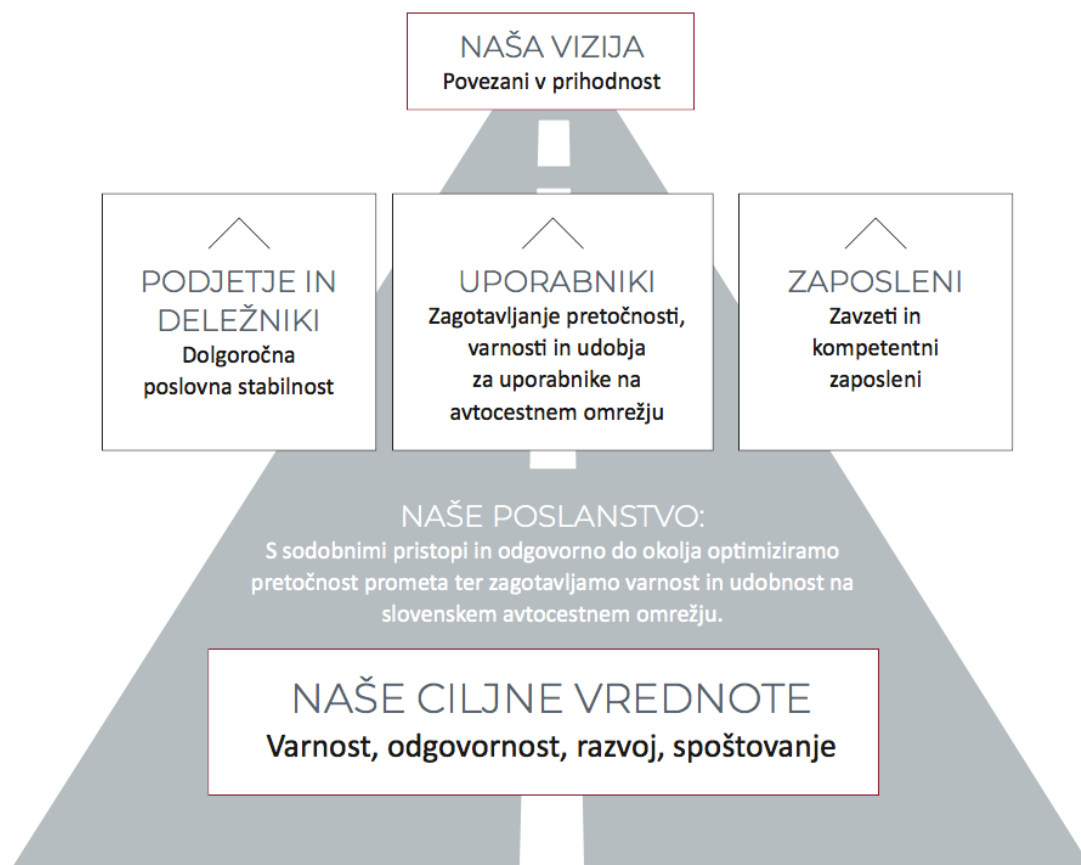 NAŠA VIZIJA
Povezani v prihodnost
PODJETJE IN
DELEŽNIKI
Dolgoročna
poslovna stabilnost
UPORABNIKI
Zagotavljanje pretočnosti,
varnosti in udobja
za uporabnike na
avtocestnem omrežju
ZAPOSLENI
Zavzeti in
kompetentni
zaposleni
NAŠE POSLANSTVO:
S sodobnimi pristopi in odgovorno do okolja optimiziramo
pretočnost prometa ter zagotavljamo varnost in udobnost na
slovenskem avtocestnem omrežju.
NAŠE CILJNE VREDNOTE
Varnost, odgovornost, razvoj, spoštovanje